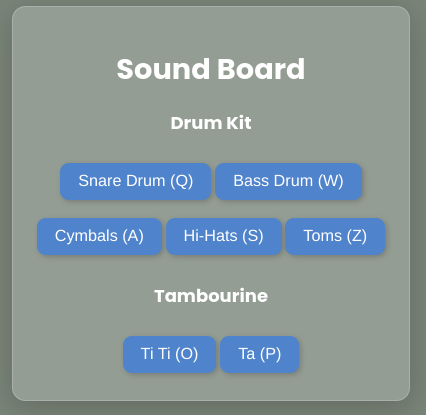 Sound Board
Drum Kit
Snare Drum (Q) Bass Drum (W)
Cymbals (A) Hi-Hats (S) Toms (Z)
Tambourine
Ti Ti (O) Ta (P)